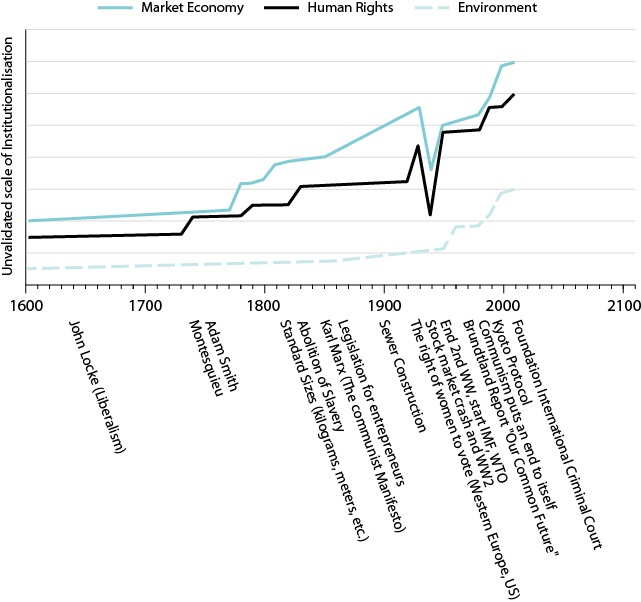 Market Economy Human Rights Environment
Unvalidated scale of Institutionalisation
1600 1700 1800 1900 2000 2100
John Locke (Liberalism)
Montesquieu
Adam Smith
Standard Sizes (kilograms, meters, etc.)
Abolition of Slavery
Karl Marx (The communist Manifesto)
Legislation for entrepreneurs
Sewer Construction
The right of women to vote (Western Europe, US)
Stock market crash and WW2
End 2nd WW, start IMF, WTO
Brundtland Report "Our Common Future"
Communism puts an end to itself
Kyoto Protocol
Foundation International Criminal Court